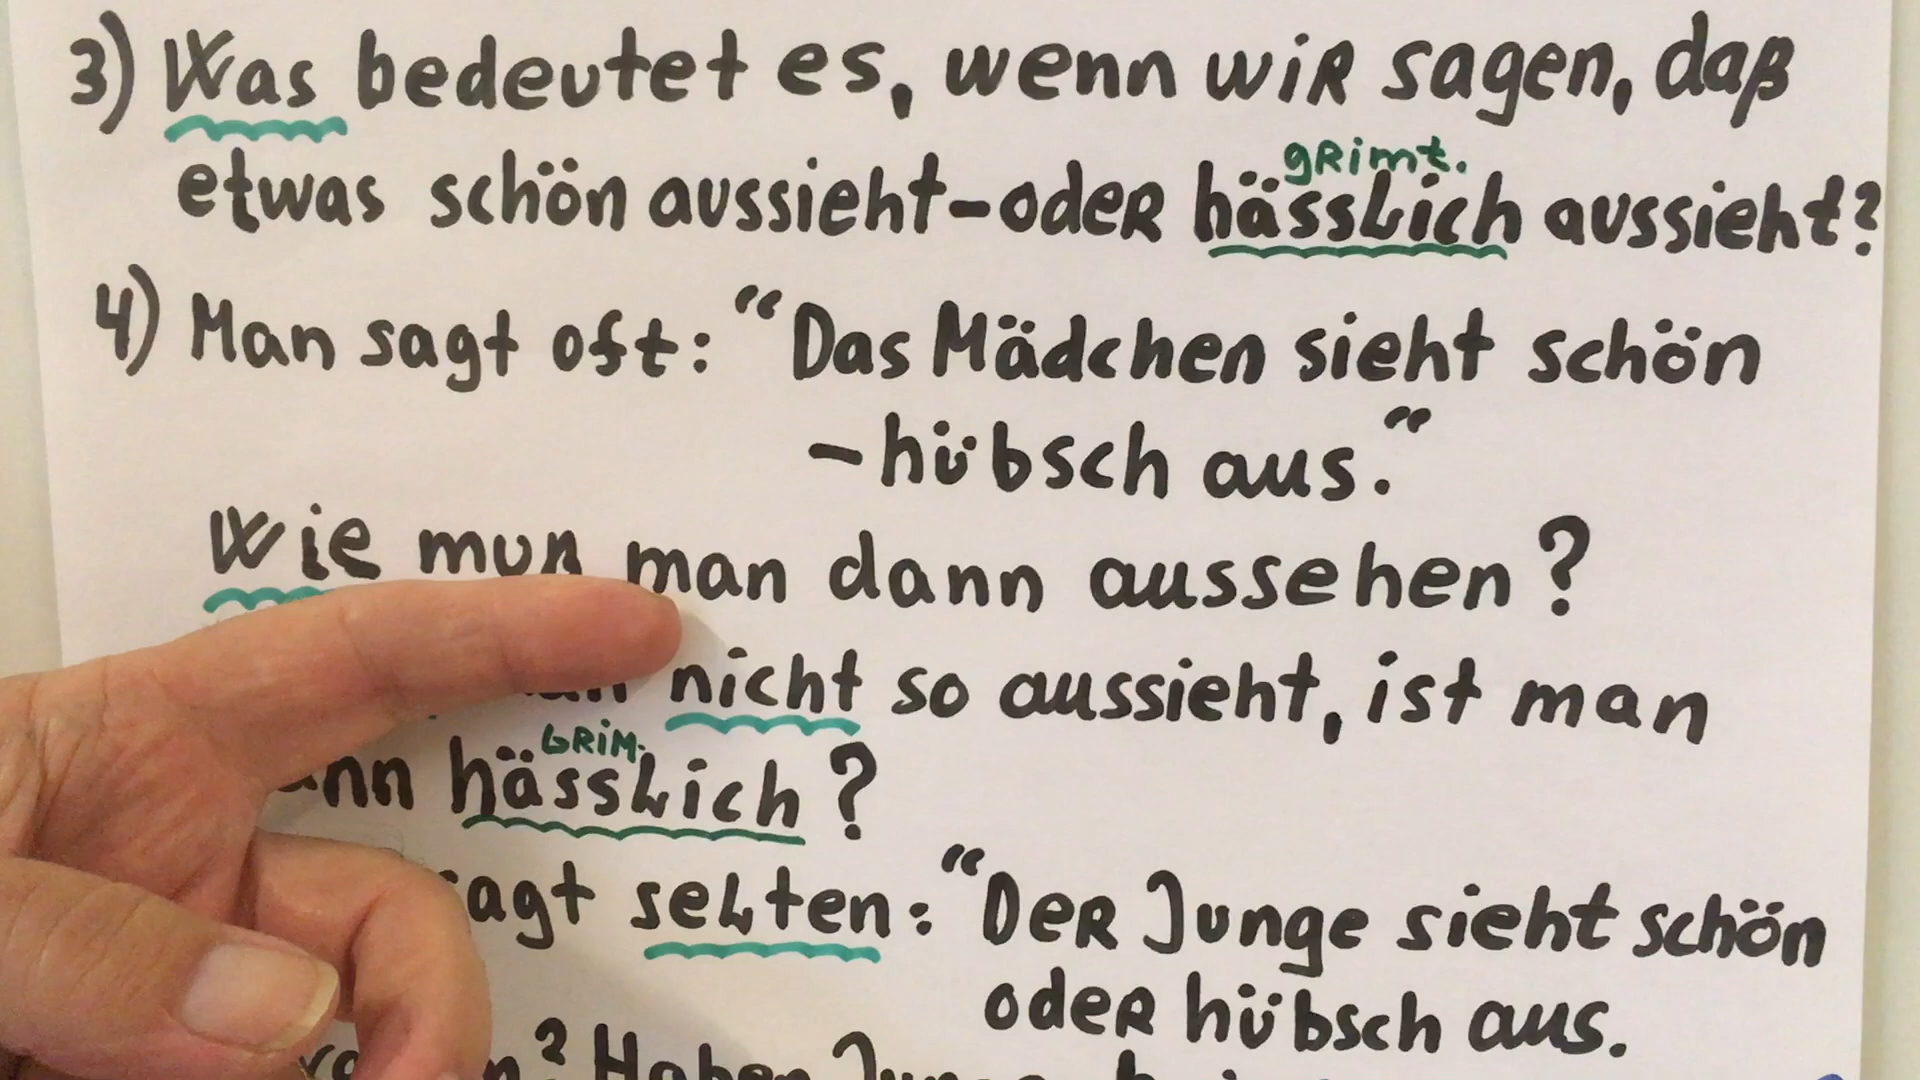 3) Was bedeutet es, wenn wiR sagen, daß
gRimt.
etwas schön aussieht-odeR hässLich aussieht?
4) Man sagt oft: “Das Mädchen sieht schön
-hübsch aus.”
Wie man dann aussehen?
nicht so aussieht, ist man
GRiM.
hässLich?
seLten: “DeR Junge sieht schön
odeR hübsch aus.
? Haben